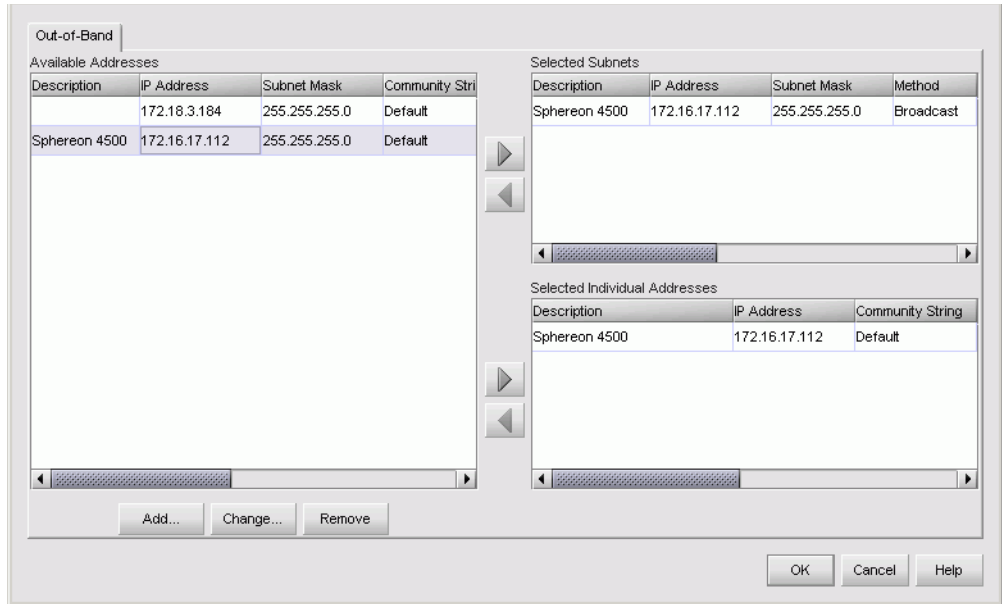 Out-of-Band
Available Addresses
Description IP Address Subnet Mask Community Stri
172.18.3.184 255.255.255.0 Default
Sphereon 4500 172.16.17.112 255.255.255.0 Default
Selected Subnets
Description IP Address Subnet Mask Method
Sphereon 4500 172.16.17.112 255.255.255.0 Broadcast
Selected Individual Addresses
Description IP Address Community String
Sphereon 4500 172.16.17.112 Default
Add... Change... Remove
OK Cancel Help